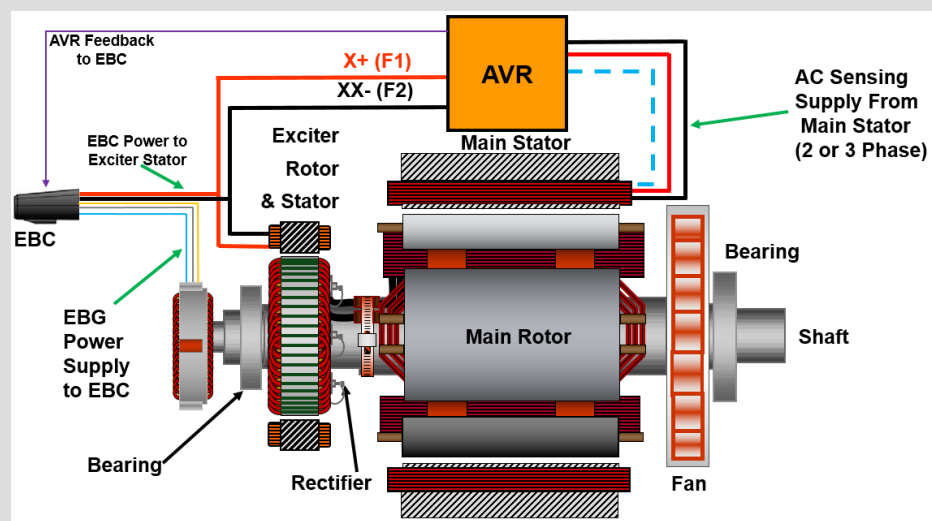 AVR Feedback
to EBC
X+ (F1)
XX- (F2)
AVR
AC Sensing
Supply From
Main Stator
(2 or 3 Phase)
EBC Power to
Exciter Stator
Exciter
Rotor
& Stator
Main Stator
EBC
Bearing
EBG
Power
Supply
to EBC
Main Rotor
Shaft
Bearing
Rectifier
Fan